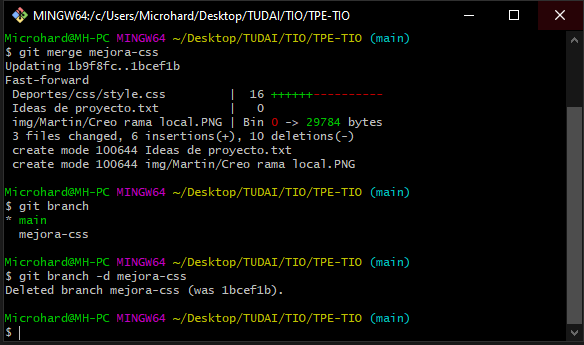 MINGW64:/c/Users/Microhard/Desktop/TUDAI/TIO/TPE-TIO
Microhard@MH-PC MINGW64 ~/Desktop/TUDAI/TIO/TPE-TIO (main)
$ git merge mejora-css
Updating 1b9f8fc..1bcef1b
Fast-forward
 Deportes/css/style.css         |  16 ++++++----------
 Ideas de proyecto.txt          |   0
 img/Martin/Creo rama local.PNG | Bin 0 -> 29784 bytes
 3 files changed, 6 insertions(+), 10 deletions(-)
 create mode 100644 Ideas de proyecto.txt
 create mode 100644 img/Martin/Creo rama local.PNG
Microhard@MH-PC MINGW64 ~/Desktop/TUDAI/TIO/TPE-TIO (main)
$ git branch
* main
  mejora-css
Microhard@MH-PC MINGW64 ~/Desktop/TUDAI/TIO/TPE-TIO (main)
$ git branch -d mejora-css
Deleted branch mejora-css (was 1bcef1b).
Microhard@MH-PC MINGW64 ~/Desktop/TUDAI/TIO/TPE-TIO (main)
$